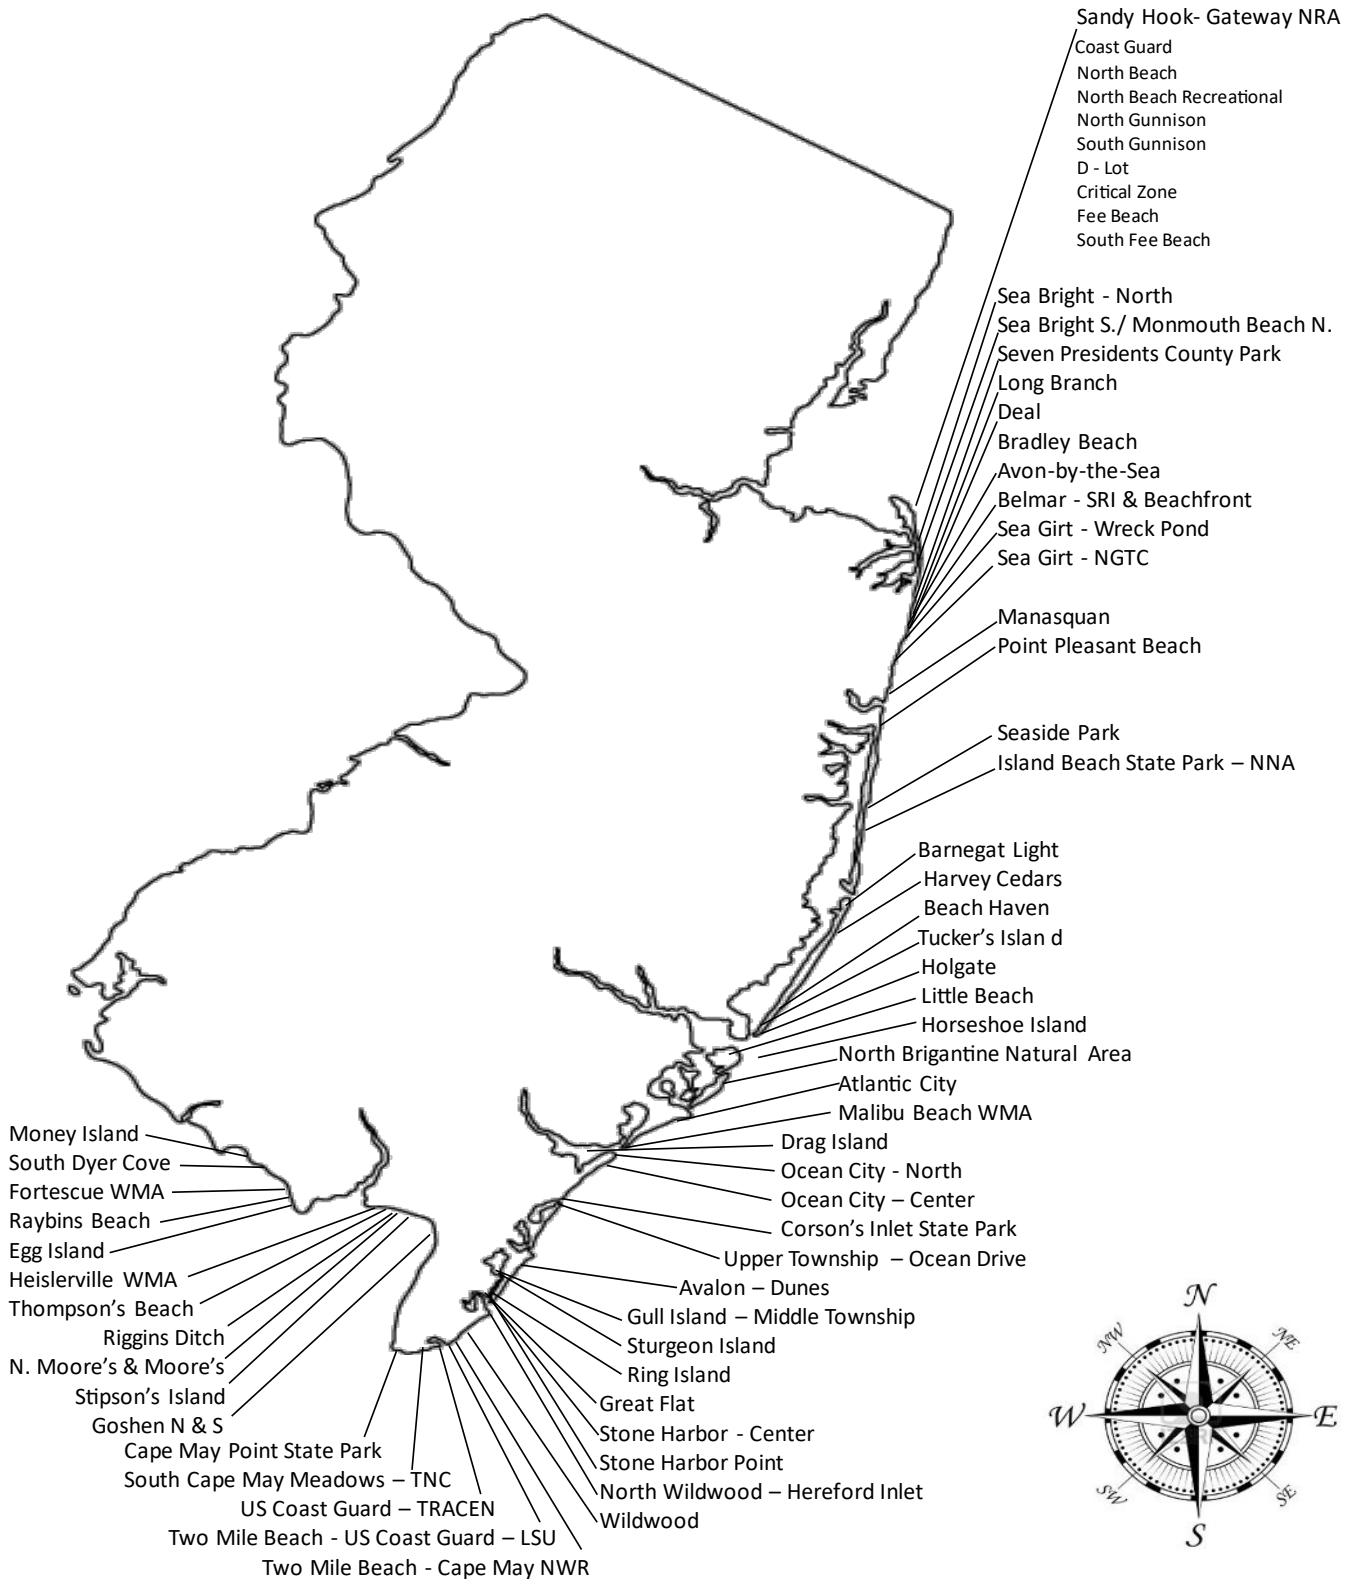 Sandy Hook- Gateway NRA
Coast Guard
North Beach
North Beach Recreational
North Gunnison
South Gunnison
D - Lot
Critical Zone
Fee Beach
South Fee Beach
Sea Bright - North
Sea Bright S./ Monmouth Beach N.
Seven Presidents County Park
Long Branch
Deal
Bradley Beach
Avon-by-the-Sea
Belmar - SRI & Beachfront
Sea Girt - Wreck Pond
Sea Girt - NGTC
Manasquan
Point Pleasant Beach
Seaside Park
Island Beach State Park – NNA
Barnegat Light
Harvey Cedars
Beach Haven
Tucker's Islan d
Holgate
Little Beach
Horseshoe Island
North Brigantine Natural Area
Atlantic City
Malibu Beach WMA
Drag Island
Ocean City - North
Ocean City – Center
Corson's Inlet State Park
Upper Township – Ocean Drive
Avalon – Dunes
Gull Island – Middle Township
Sturgeon Island
Ring Island
Great Flat
Stone Harbor - Center
Stone Harbor Point
North Wildwood – Hereford Inlet
Wildwood
Money Island
South Dyer Cove
Fortescue WMA
Raybins Beach
Egg Island
Heislerville WMA
Thompson's Beach
Riggins Ditch
N. Moore's & Moore's
Stipson's Island
Goshen N & S
Cape May Point State Park
South Cape May Meadows – TNC
US Coast Guard – TRACEN
Two Mile Beach - US Coast Guard – LSU
Two Mile Beach - Cape May NWR
N
NW
NE
W
E
SW
SE
S